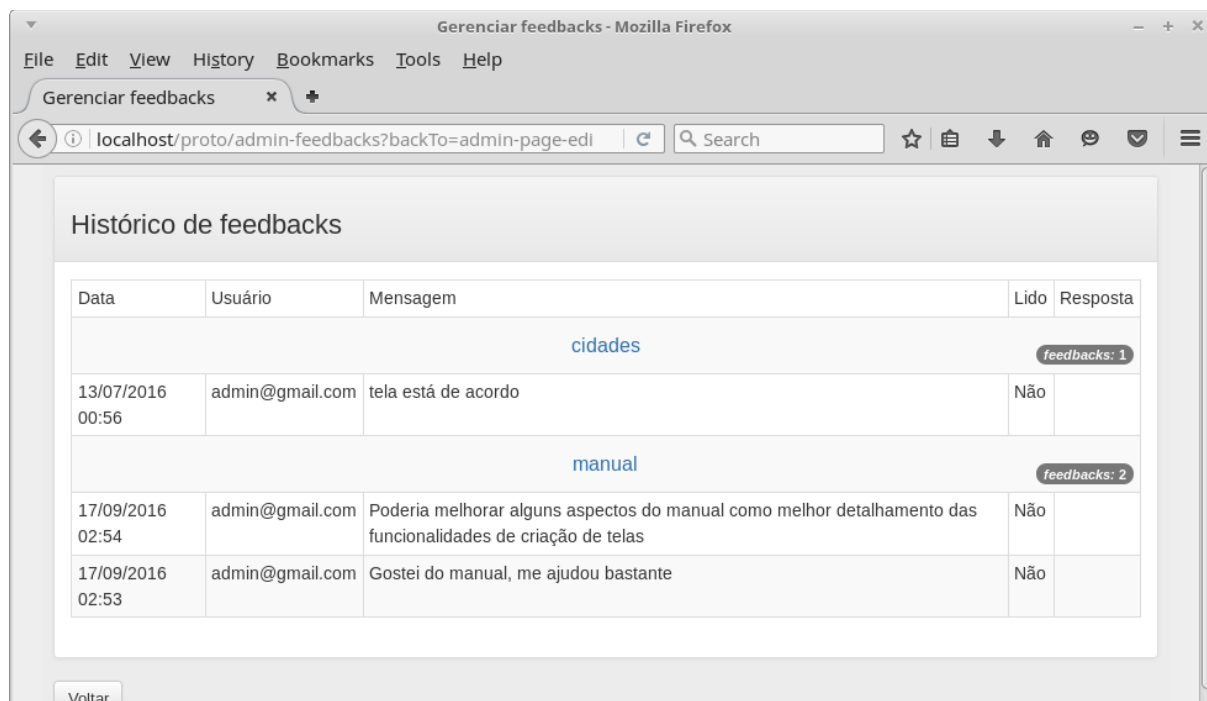 Gerenciar feedbacks - Mozilla Firefox
File Edit View History Bookmarks Tools Help
Gerenciar feedbacks
localhost/proto/admin-feedbacks?backTo=admin-page-edi Search
Histórico de feedbacks
Data Usuário Mensagem Lido Resposta
cidades
feedbacks: 1
13/07/2016 admin@gmail.com tela está de acordo Não
00:56
manual
feedbacks: 2
17/09/2016 admin@gmail.com Poderia melhorar alguns aspectos do manual como melhor detalhamento das Não
02:54 funcionalidades de criação de telas
17/09/2016 admin@gmail.com Gostei do manual, me ajudou bastante Não
02:53
Voltar